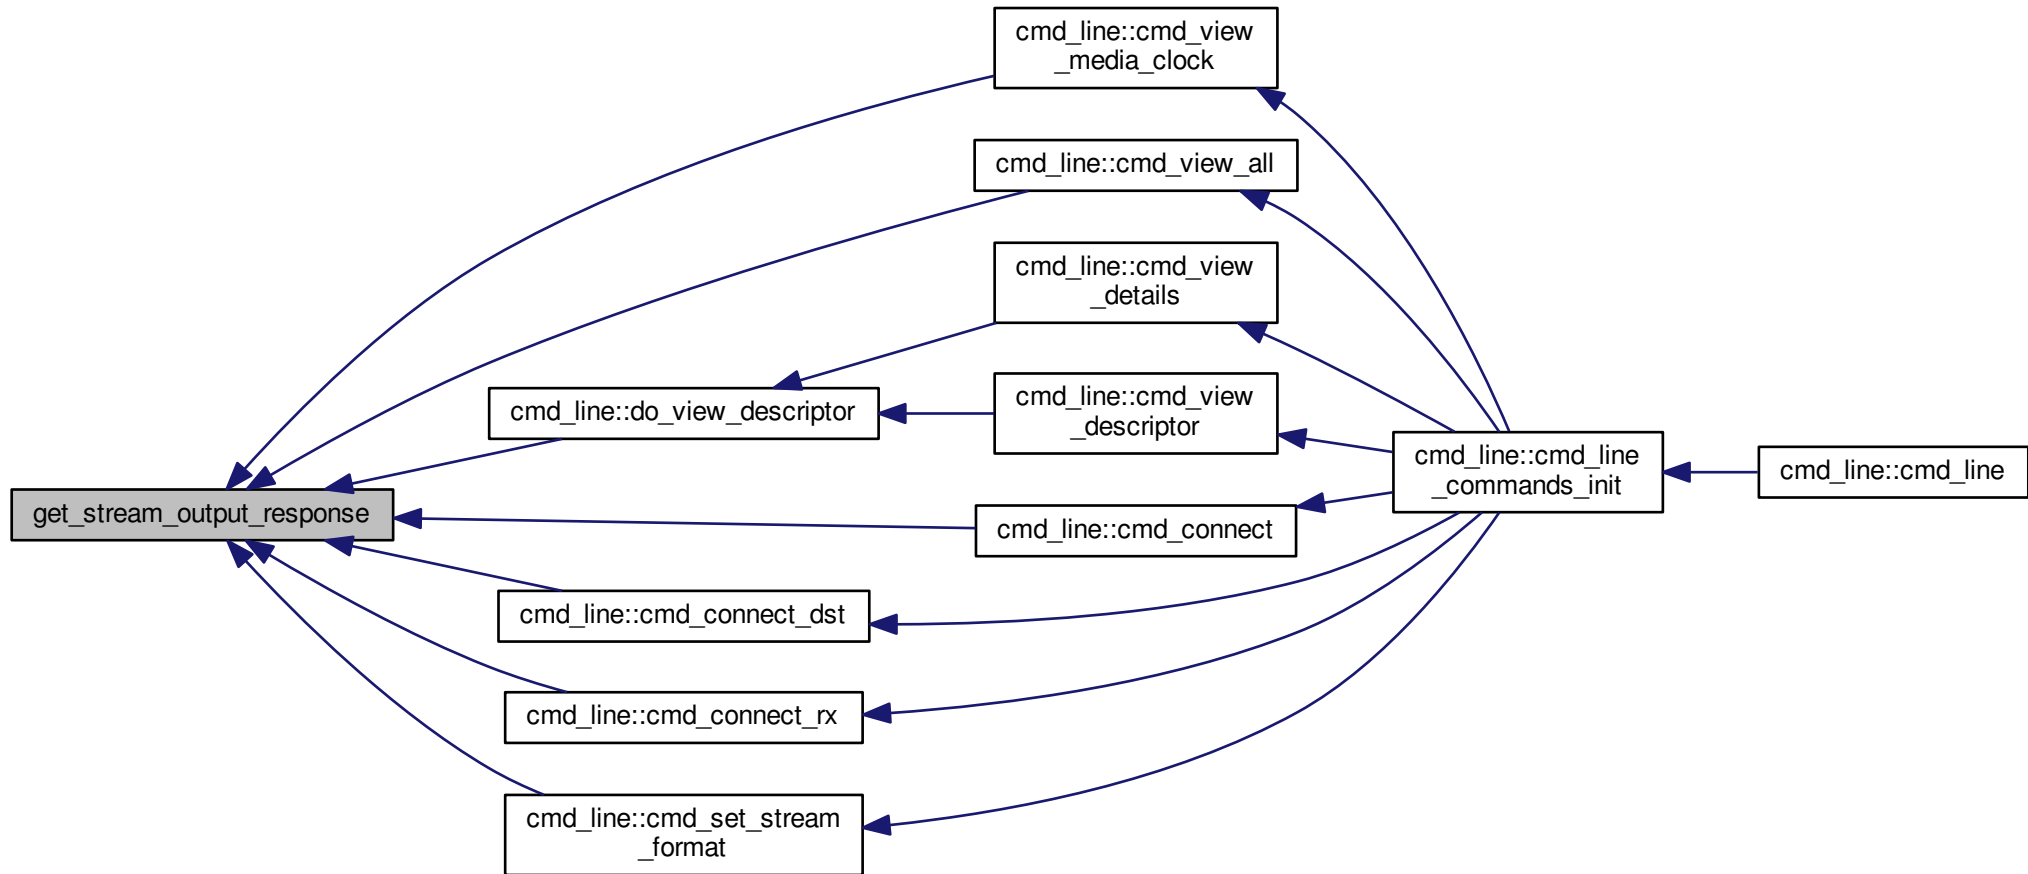 cmd_line::cmd_view
_media_clock
cmd_line::cmd_view_all
cmd_line::cmd_view
_details
cmd_line::do_view_descriptor
cmd_line::cmd_view
_descriptor
cmd_line::cmd_line
_commands_init
cmd_line::cmd_line
get_stream_output_response
cmd_line::cmd_connect
cmd_line::cmd_connect_dst
cmd_line::cmd_connect_rx
cmd_line::cmd_set_stream
_format